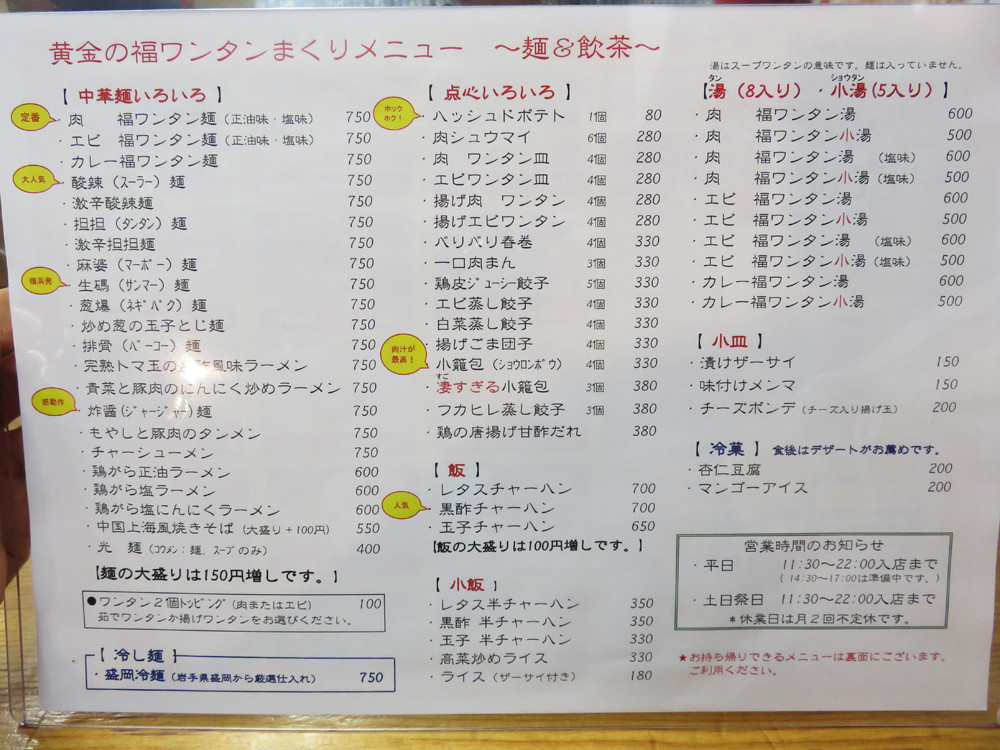 黄金の福ワンタンまくりメニュー ～麺＆飲茶～
【 中華麺いろいろ 】
定番
・肉 福ワンタン麺(正油味・塩味) 750
・エビ 福ワンタン麺(正油味・塩味) 750
・カレー福ワンタン麺 750
大人気
・酸辣(スーラー)麺 750
・激辛酸辣麺 750
・担担(タンタン)麺 750
・激辛担担麺 750
・麻婆(マーボー)麺 750
横浜発
・生碼(サンマー)麺 750
・葱爆(ネギバク)麺 750
・炒め葱の玉子とじ麺 750
・排骨(パーコー)麺 750
・完熟トマ玉の 風味ラーメン 750
・青菜と豚肉のにんにく炒めラーメン 750
感動作
・炸醤(ジャージャー)麺 750
・もやしと豚肉のタンメン 750
・チャーシューメン 750
・鶏がら正油ラーメン 600
・鶏がら塩ラーメン 600
・鶏がら塩にんにくラーメン 600
・中国上海風焼きそば(大盛り+100円) 550
・光 麺(コウメン：麺、スープのみ) 400
【麺の大盛りは150円増しです。】
●ワンタン2個トッピング(肉またはエビ) 100
茹でワンタンか揚げワンタンをお選びください。
【 冷し麺 】
・盛岡冷麺(岩手県盛岡から厳選仕入れ) 750
【 点心いろいろ 】
ホック
ホク！
・ハッシュドポテト 1個 80
・肉シュウマイ 6個 280
・肉 ワンタン皿 4個 280
・エビワンタン皿 4個 280
・揚げ肉 ワンタン 4個 280
・揚げエビワンタン 4個 280
・パリパリ春巻 4個 330
・一口肉まん 3個 330
・鶏皮ジューシー餃子 5個 330
・エビ蒸し餃子 4個 330
・白菜蒸し餃子 4個 330
・揚げごま団子 4個 330
肉汁が
最高！
・小籠包(ショウロンポウ) 4個 330
すご
・凄すぎる小籠包 3個 380
・フカヒレ蒸し餃子 3個 380
・鶏の唐揚げ甘酢だれ 380
【 飯 】
・レタスチャーハン 700
人気
・黒酢チャーハン 700
・玉子チャーハン 650
【飯の大盛りは100円増しです。】
【 小飯 】
・レタス半チャーハン 350
・黒酢 半チャーハン 350
・玉子 半チャーハン 330
・高菜炒めライス 330
・ライス(ザーサイ付き) 180
湯はスープワンタンの意味です。麺は入っていません。
タン ショウタン
【湯(8入り)・小湯(5入り)】
・肉 福ワンタン湯 600
・肉 福ワンタン小湯 500
・肉 福ワンタン湯 (塩味) 600
・肉 福ワンタン小湯(塩味) 500
・エビ 福ワンタン湯 600
・エビ 福ワンタン小湯 500
・エビ 福ワンタン湯 (塩味) 600
・エビ 福ワンタン小湯(塩味) 500
・カレー福ワンタン湯 600
・カレー福ワンタン小湯 500
【 小皿 】
・漬けザーサイ 150
・味付けメンマ 150
・チーズポンデ(チーズ入り揚げ玉) 200
【 冷菓 】 食後はデザートがお薦めです。
・杏仁豆腐 200
・マンゴーアイス 200
営業時間のお知らせ
・平日 11:30～22:00入店まで
( 14:30～17:00は準備中です。)
・土日祭日 11:30～22:00入店まで
＊休業日は月2回不定休です。
★お持ち帰りできるメニューは裏面にございます。
ご利用ください。